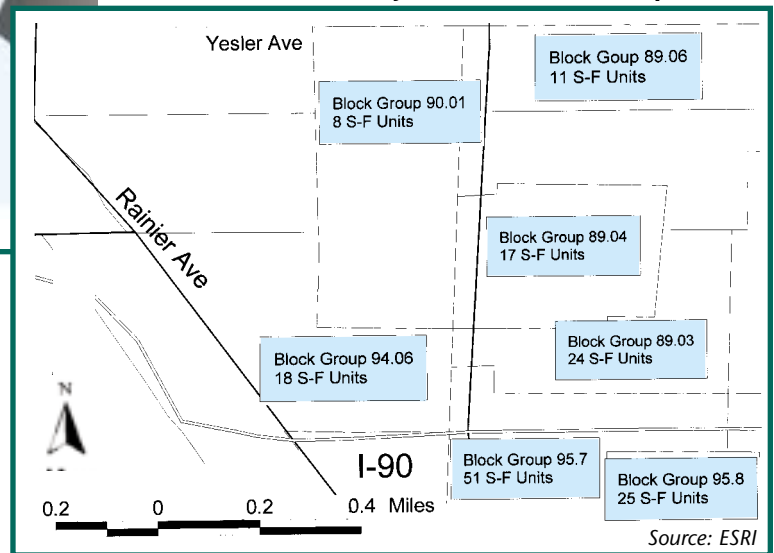 Yesler Ave
Block Goup 89.06
11 S-F Units
Block Group 90.01
8 S-F Units
Rainier Ave
Block Group 89.04
17 S-F Units
Block Group 89.03
24 S-F Units
Block Group 94.06
18 S-F Units
N
I-90
Block Group 95.7
51 S-F Units
Block Group 95.8
25 S-F Units
0.2 0 0.2 0.4 Miles
Source: ESRI